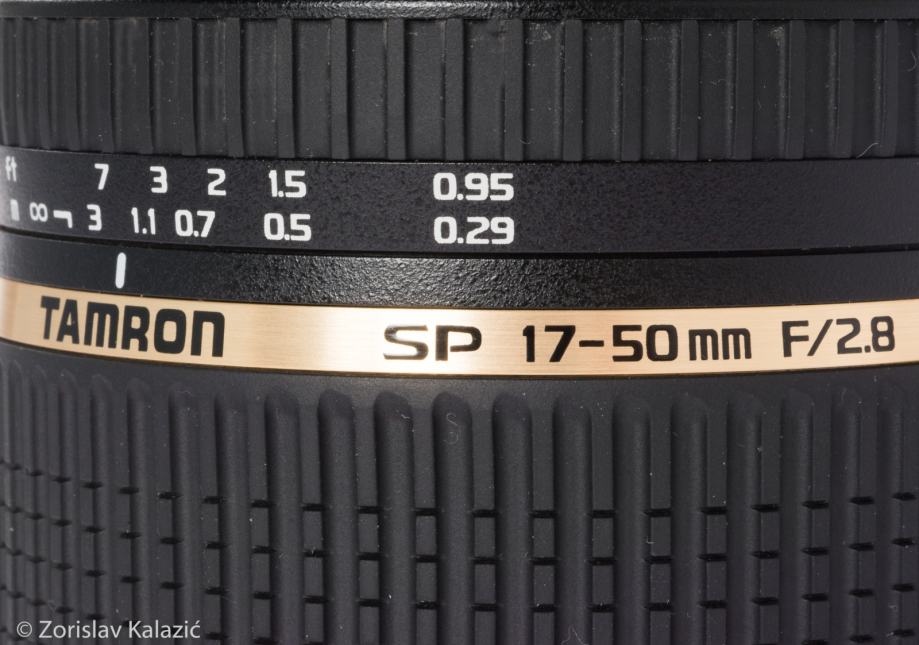 ft 7 3 2 1.5 0.95
m ∞ ¬ 3 1.1 0.7 0.5 0.29
TAMRON SP 17-50mm F/2.8
© Zorislav Kalazić